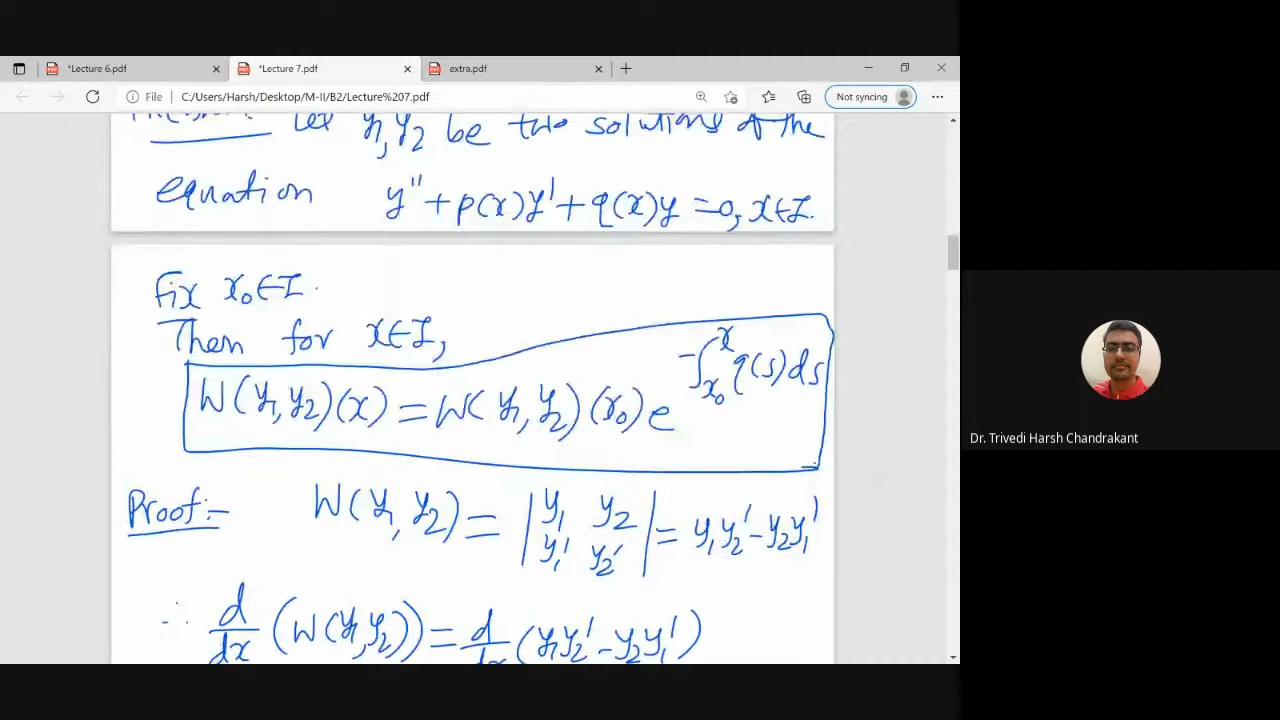 *Lecture 6.pdf
*Lecture 7.pdf
extra.pdf
File
C:/Users/Harsh/Desktop/M-II/B2/Lecture%207.pdf
Not syncing
Let y1, y2 be two solutions of the
equation y'' + p(x)y' + q(x)y = 0, x∈I.
Fix x0∈I.
Then for x∈I,
W(y1, y2)(x) = W(y1, y2)(x0) e^{-∫_{x0}^{x} q(s)ds}
Proof:- W(y1, y2) = | y1 y2 ; y1' y2' | = y1y2' - y2y1'
∴ d/dx (W(y1, y2)) = d/dx (y1y2' - y2y1')
Dr. Trivedi Harsh Chandrakant